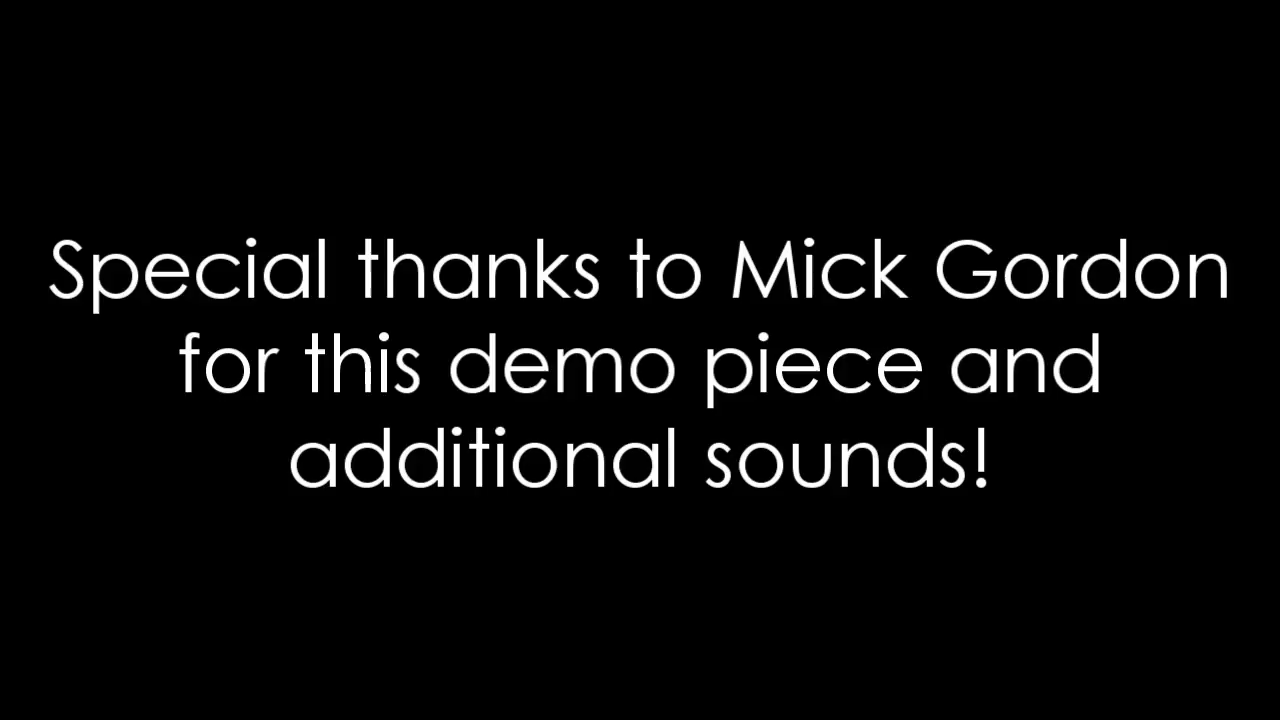 Special thanks to Mick Gordon
for this demo piece and
additional sounds!